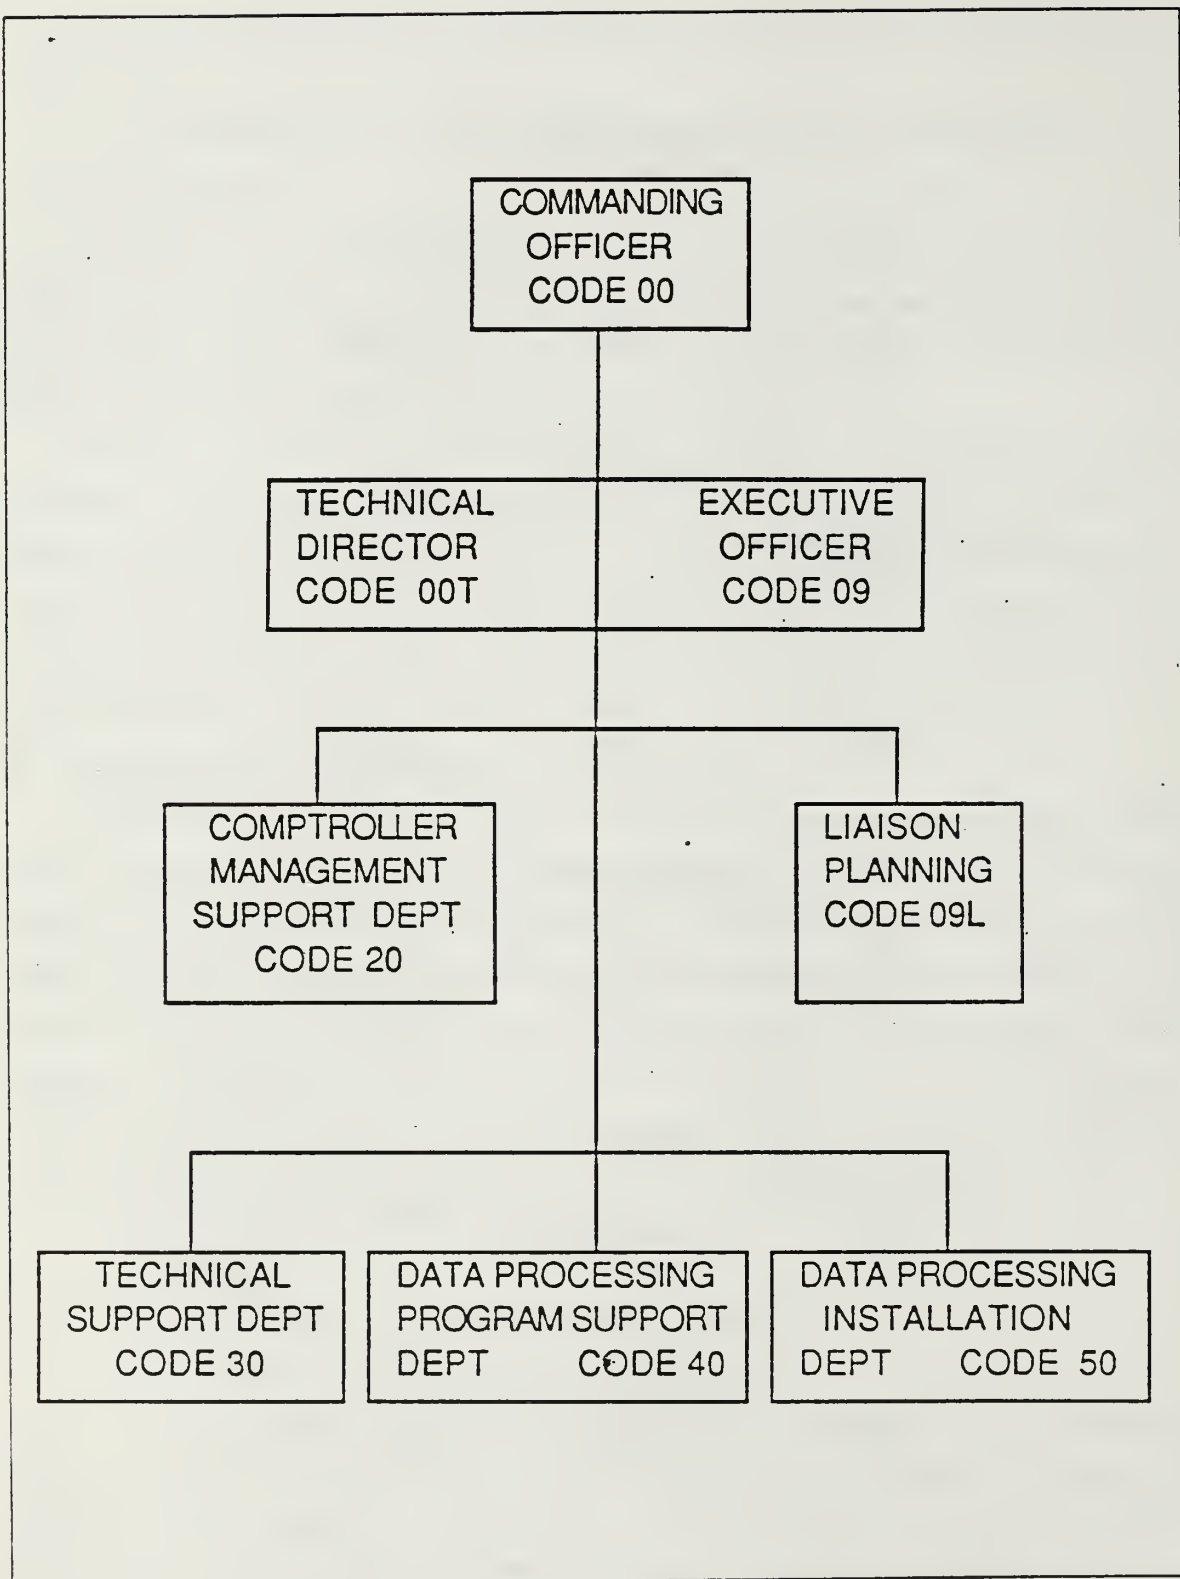 COMMANDING
OFFICER
CODE 00
TECHNICAL
DIRECTOR
CODE 00T
EXECUTIVE
OFFICER
CODE 09
COMPTROLLER
MANAGEMENT
SUPPORT DEPT
CODE 20
LIAISON
PLANNING
CODE 09L
TECHNICAL
SUPPORT DEPT
CODE 30
DATA PROCESSING
PROGRAM SUPPORT
DEPT CODE 40
DATA PROCESSING
INSTALLATION
DEPT CODE 50